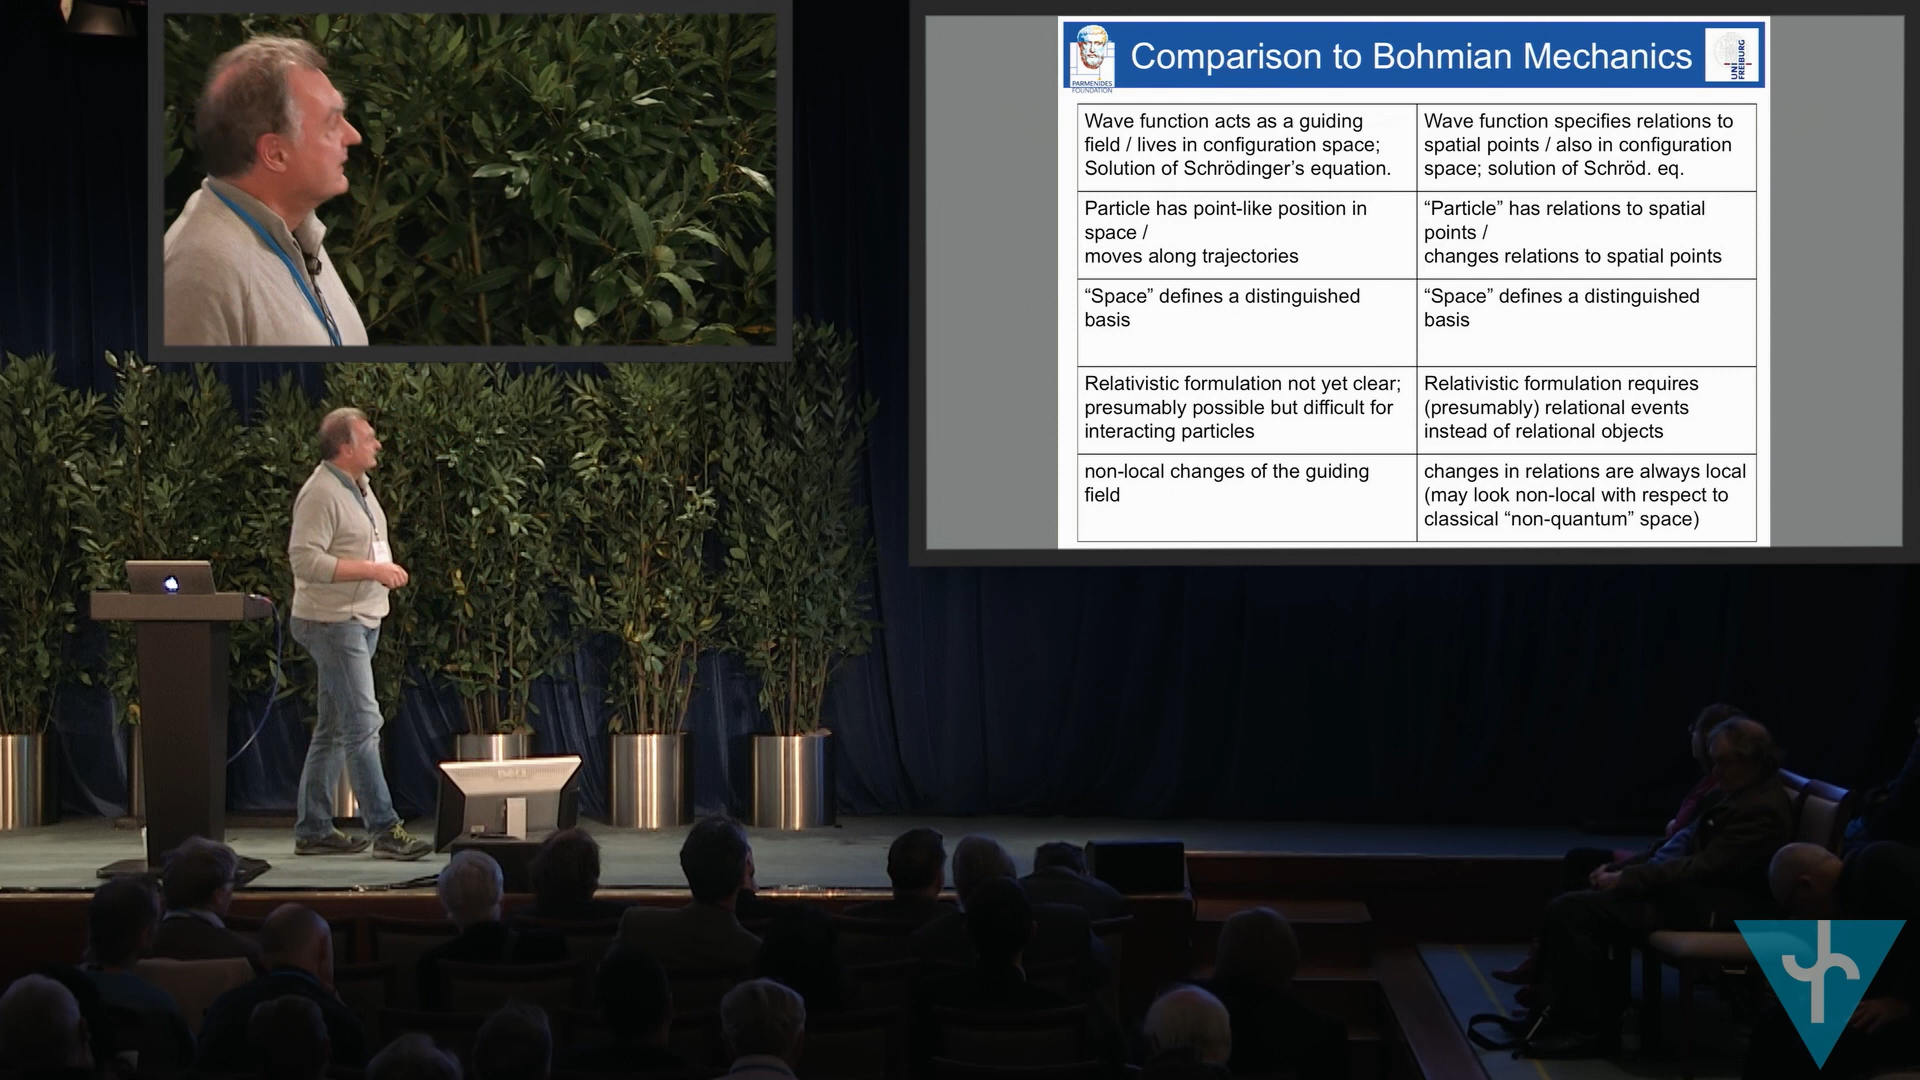 Comparison to Bohmian Mechanics
PARMENIDES
FOUNDATION
UNI
FREIBURG
Wave function acts as a guiding
field / lives in configuration space;
Solution of Schrödinger’s equation.
Wave function specifies relations to
spatial points / also in configuration
space; solution of Schröd. eq.
Particle has point-like position in
space /
moves along trajectories
“Particle” has relations to spatial
points /
changes relations to spatial points
“Space” defines a distinguished
basis
“Space” defines a distinguished
basis
Relativistic formulation not yet clear;
presumably possible but difficult for
interacting particles
Relativistic formulation requires
(presumably) relational events
instead of relational objects
non-local changes of the guiding
field
changes in relations are always local
(may look non-local with respect to
classical “non-quantum” space)